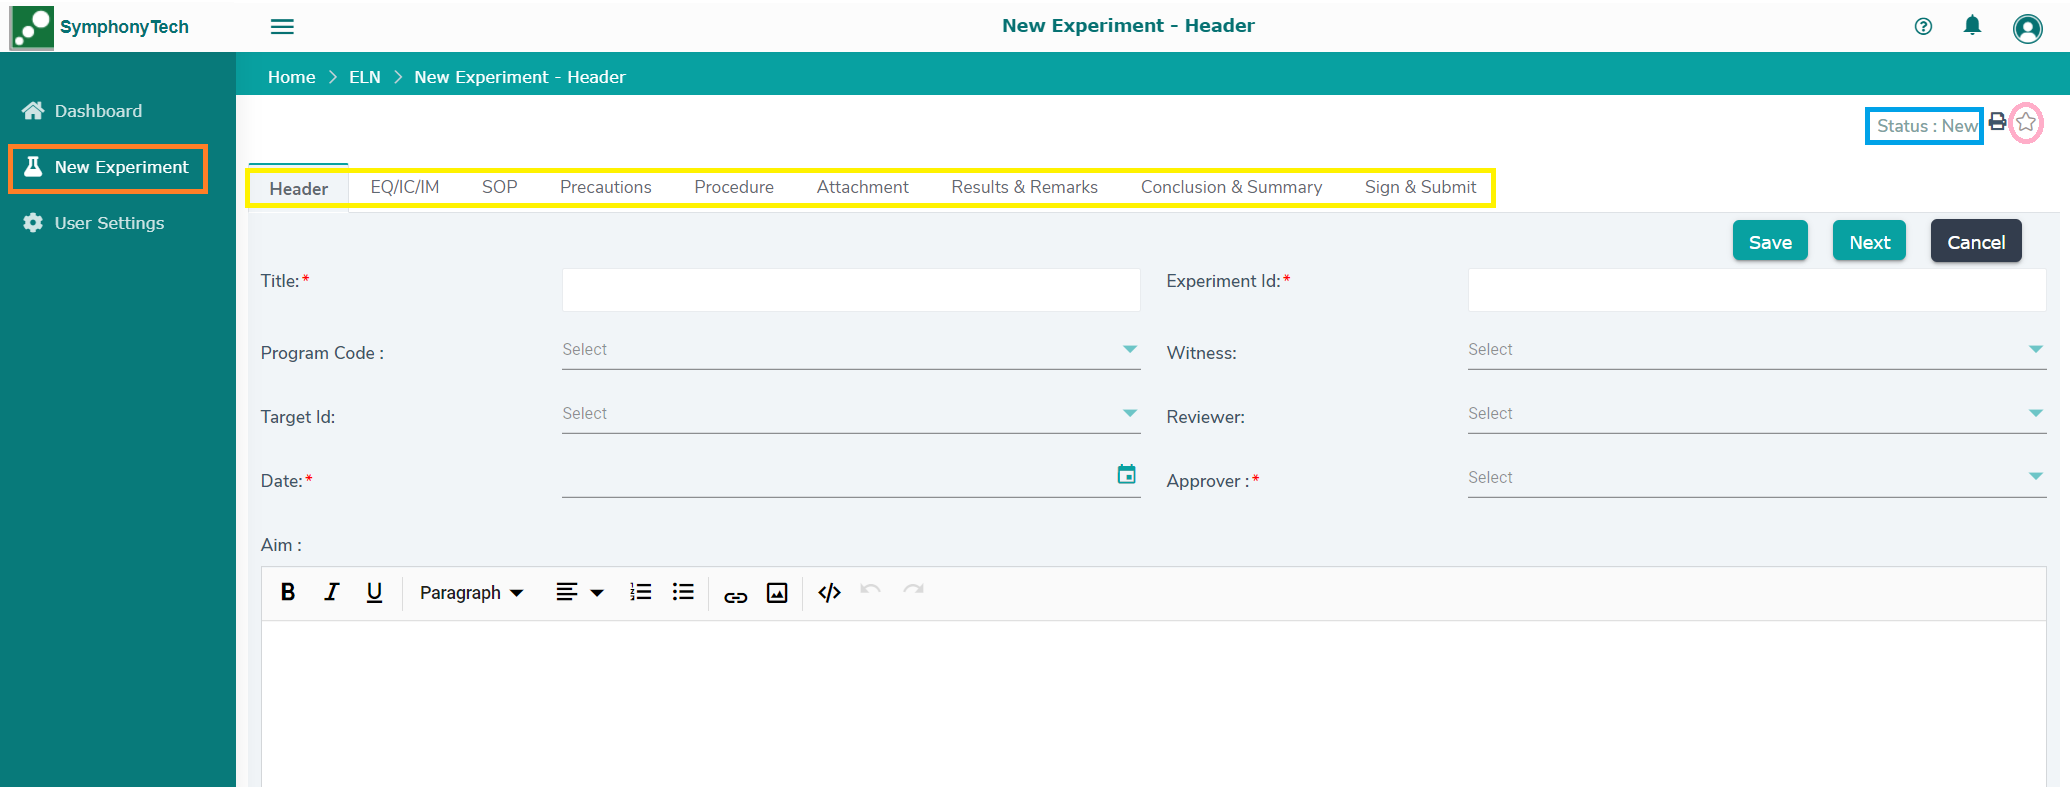 SymphonyTech
New Experiment - Header
Home > ELN > New Experiment - Header
Dashboard
New Experiment
User Settings
Status : New
Header EQ/IC/IM SOP Precautions Procedure Attachment Results & Remarks Conclusion & Summary Sign & Submit
Save Next Cancel
Title:* Experiment Id:*
Program Code : Select Witness: Select
Target Id: Select Reviewer: Select
Date:* Approver :* Select
Aim :
B I U Paragraph